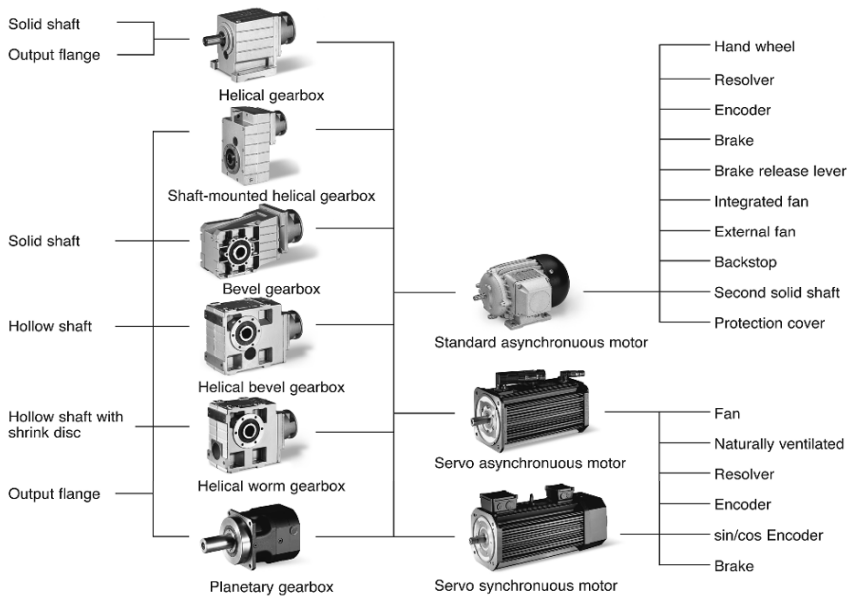 Solid shaft
Output flange
Helical gearbox
Shaft-mounted helical gearbox
Solid shaft
Bevel gearbox
Hollow shaft
Helical bevel gearbox
Hollow shaft with
shrink disc
Helical worm gearbox
Output flange
Planetary gearbox
Standard asynchronuous motor
Servo asynchronuous motor
Servo synchronuous motor
Hand wheel
Resolver
Encoder
Brake
Brake release lever
Integrated fan
External fan
Backstop
Second solid shaft
Protection cover
Fan
Naturally ventilated
Resolver
Encoder
sin/cos Encoder
Brake